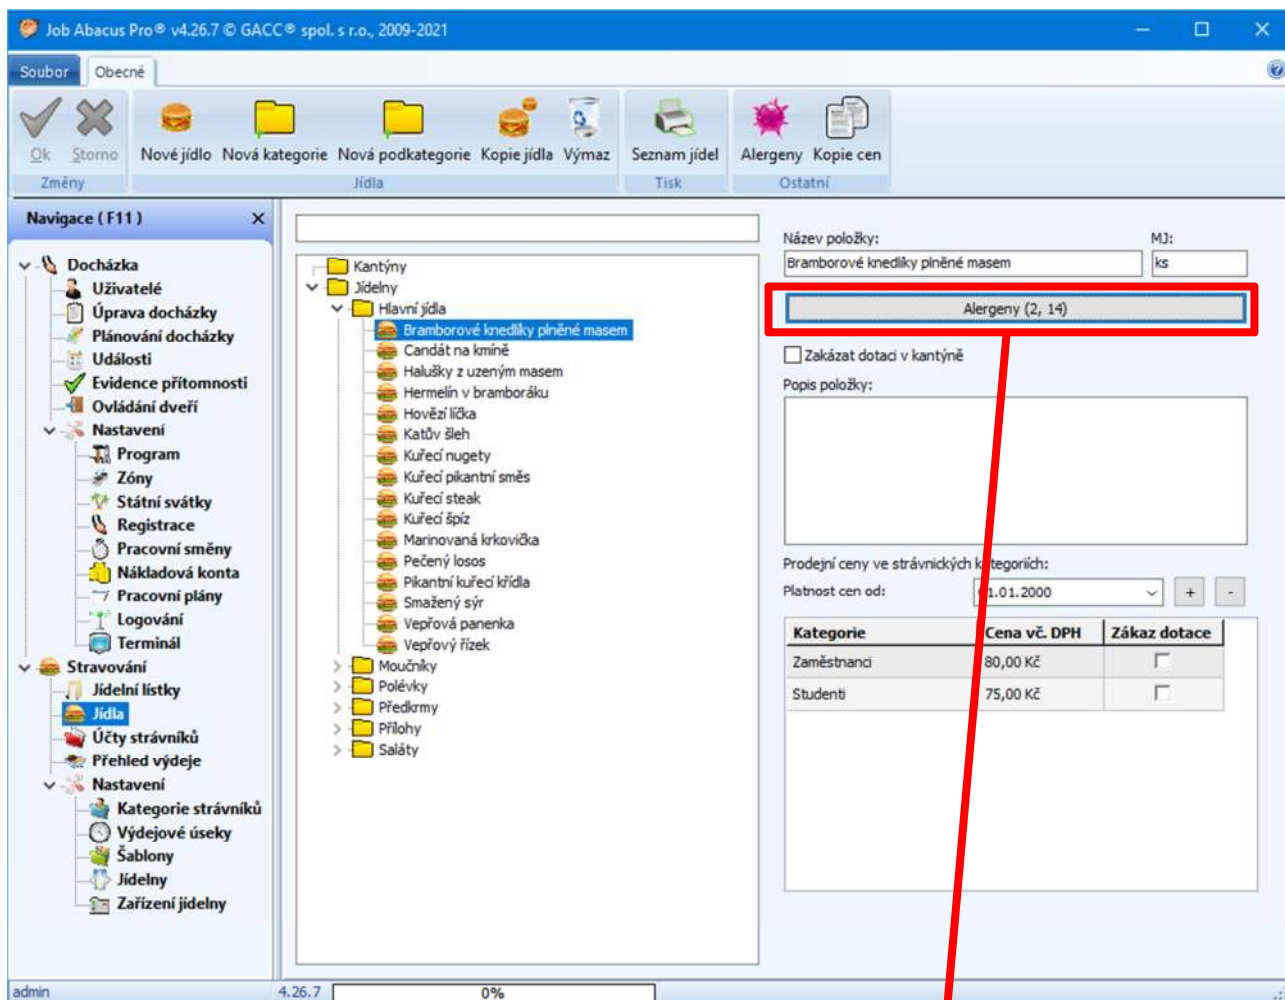 Job Abacus Pro® v4.26.7 © GACC® spol. s r.o., 2009-2021
Soubor Obecné
Ok Storno Nové jídlo Nová kategorie Nová podkategorie Kopie jídla Výmaz Seznam jídel Alergeny Kopie cen
Změny Jídla Tisk Ostatní
Navigace ( F11 )
Docházka
Uživatelé
Úprava docházky
Plánování docházky
Události
Evidence přítomnosti
Ovládání dveří
Nastavení
Program
Zóny
Státní svátky
Registrace
Pracovní směny
Nákladová konta
Pracovní plány
Logování
Terminál
Stravování
Jídelní lístky
Jídla
Účty strávníků
Přehled výdeje
Nastavení
Kategorie strávníků
Výdejové úseky
Šablony
Jídelny
Zařízení jídelny
Kantýny
Jídelny
Hlavní jídla
Bramborové knedlíky plněné masem
Candát na kmíně
Halušky z uzeným masem
Hermelín v bramboráku
Hovězí líčka
Katův šleh
Kuřecí nugety
Kuřecí pikantní směs
Kuřecí steak
Kuřecí špíz
Marinovaná krkovička
Pečený losos
Pikantní kuřecí křídla
Smažený sýr
Vepřová panenka
Vepřový řízek
Moučníky
Polévky
Předkrmy
Přílohy
Saláty
Název položky: MJ:
Bramborové knedlíky plněné masem ks
Alergeny (2, 14)
Zakázat dotaci v kantýně
Popis položky:
Prodejní ceny ve strávnických kategoriích:
Platnost cen od: 01.01.2000 + -
Kategorie Cena vč. DPH Zákaz dotace
Zaměstnanci 80,00 Kč
Studenti 75,00 Kč
admin 4.26.7 0%